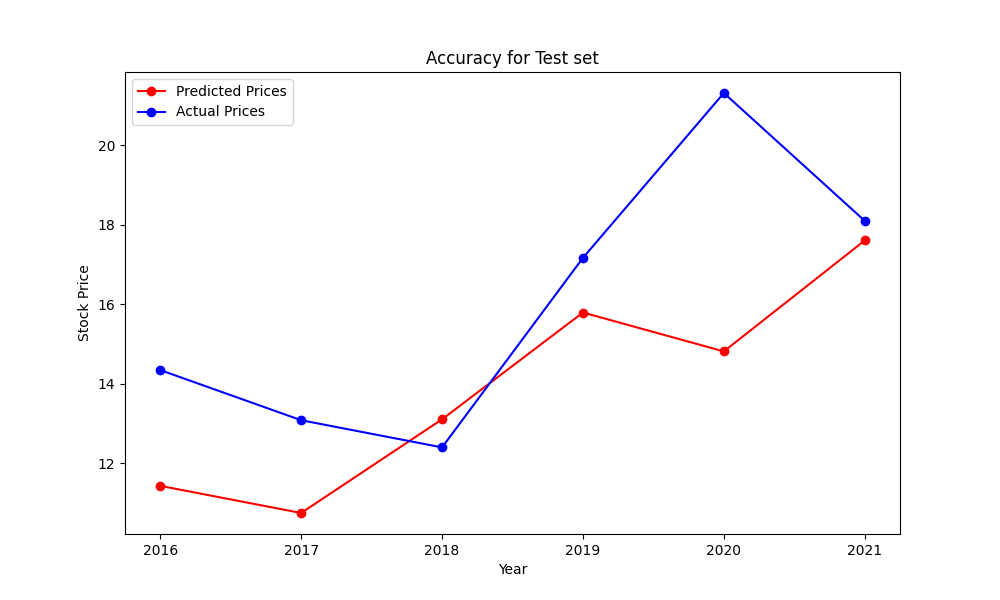 Accuracy for Test set
Predicted Prices
Actual Prices
20
18
16
14
12
Stock Price
2016 2017 2018 2019 2020 2021
Year